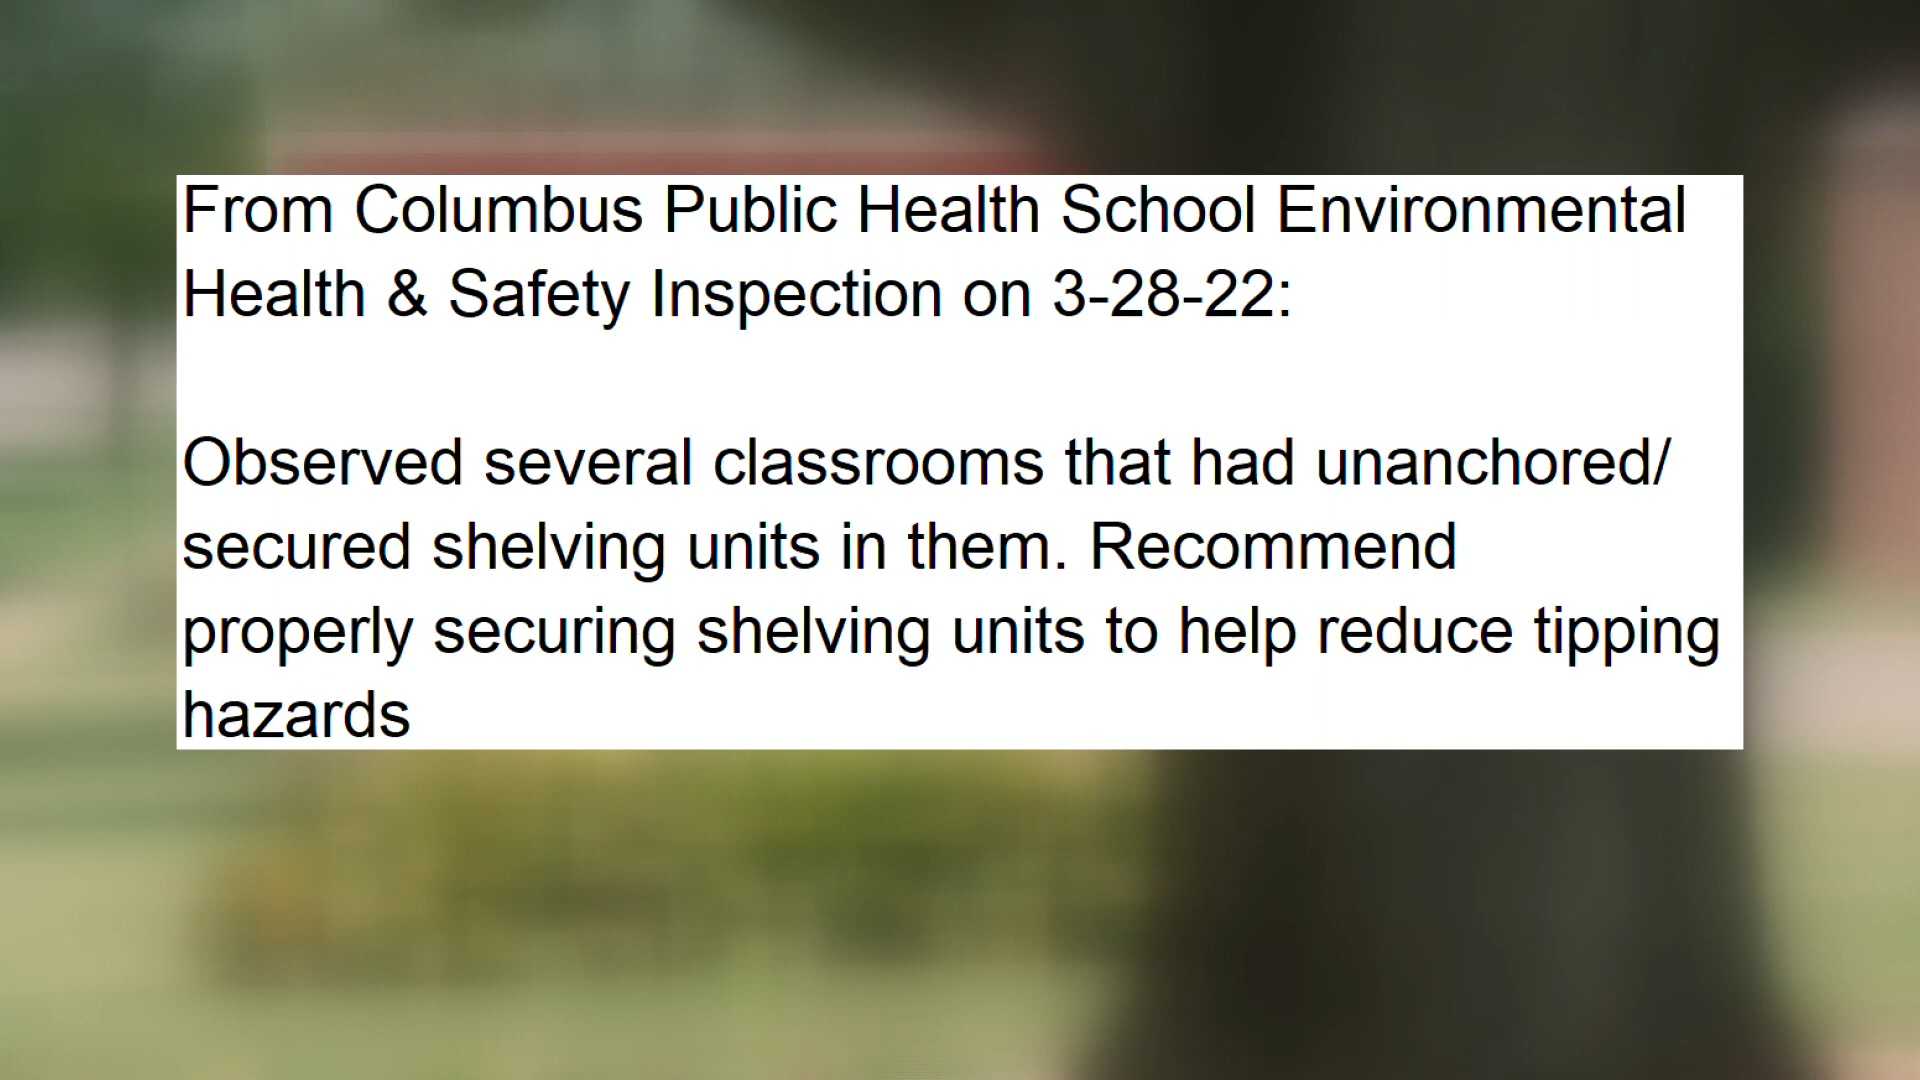 From Columbus Public Health School Environmental
Health & Safety Inspection on 3-28-22:
Observed several classrooms that had unanchored/
secured shelving units in them. Recommend
properly securing shelving units to help reduce tipping
hazards